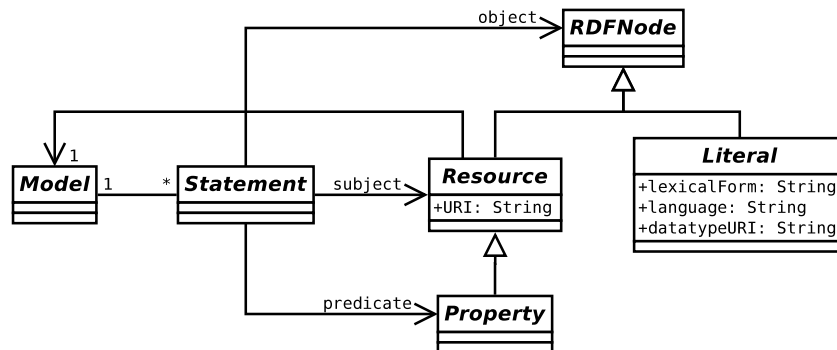 object
RDFNode
1
Model
1
*
Statement
subject
Resource
+URI: String
Literal
+lexicalForm: String
+language: String
+datatypeURI: String
predicate
Property